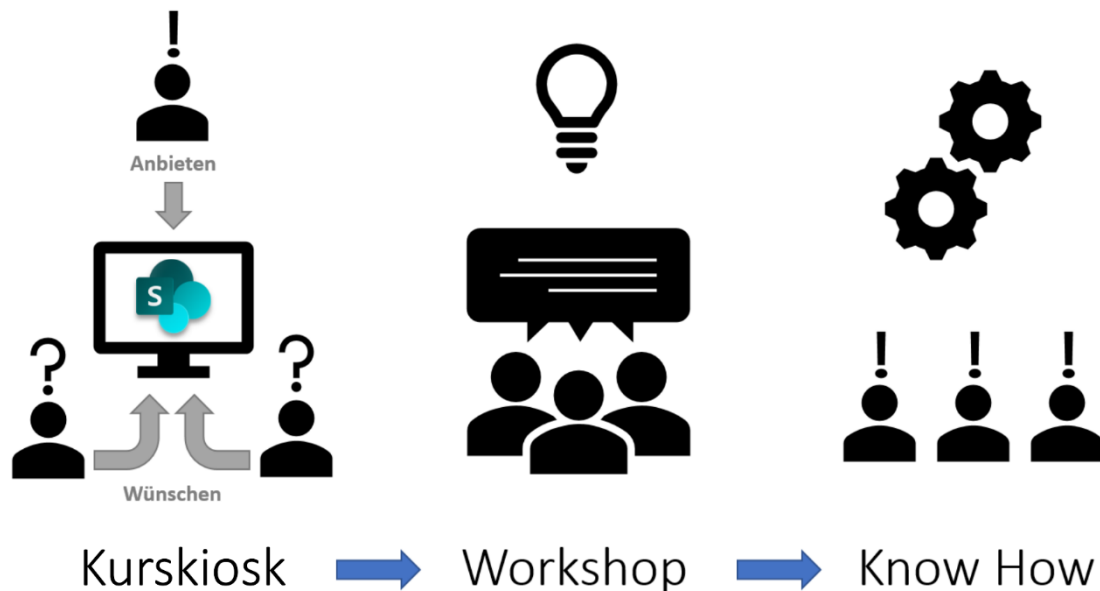 !
Anbieten
S
?
?
Wünschen
! ! !
Kurskiosk
Workshop
Know How